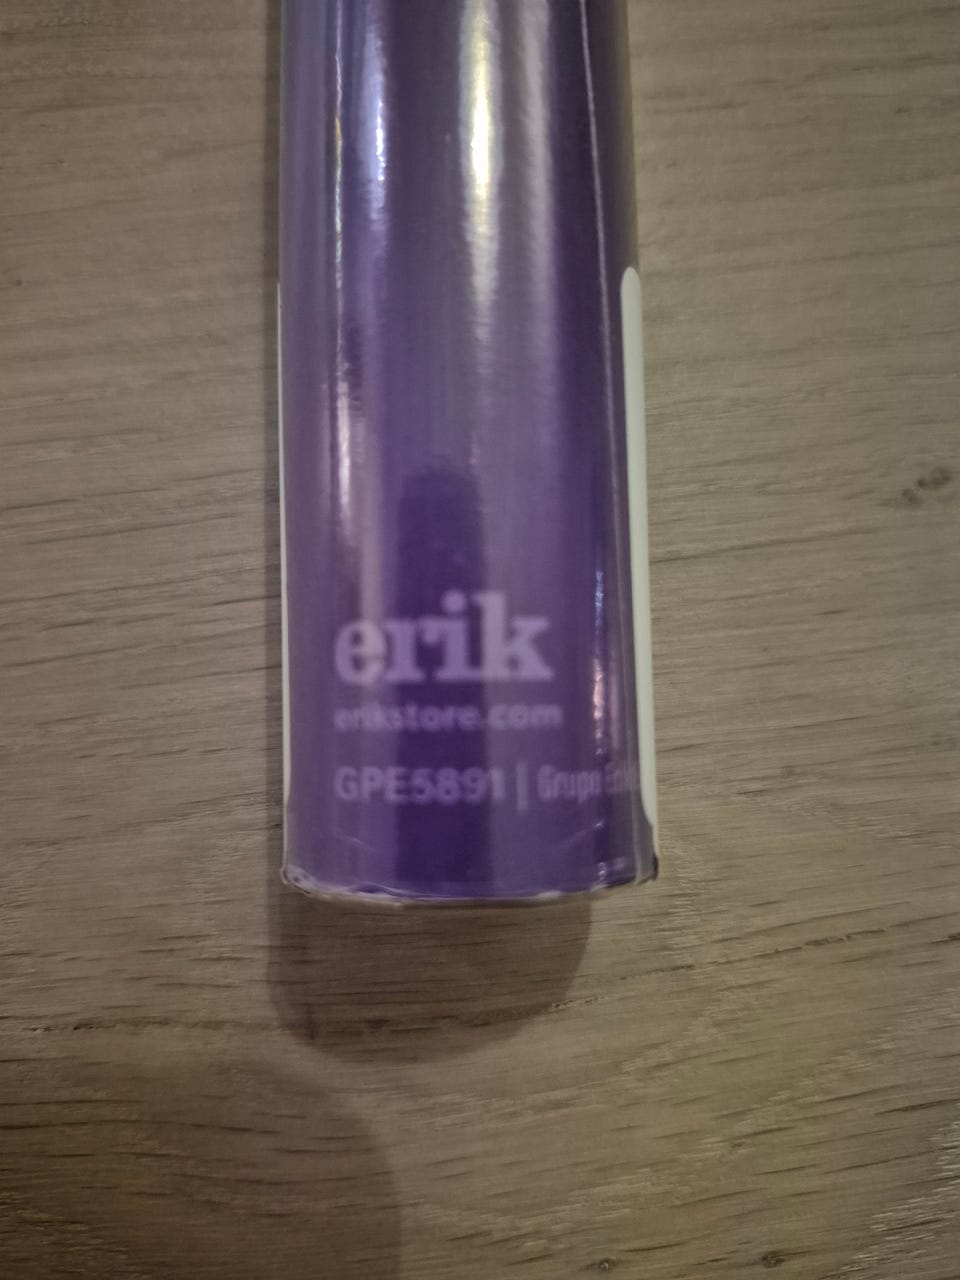 erik
erikstore.com
GPE5891 | Grupo